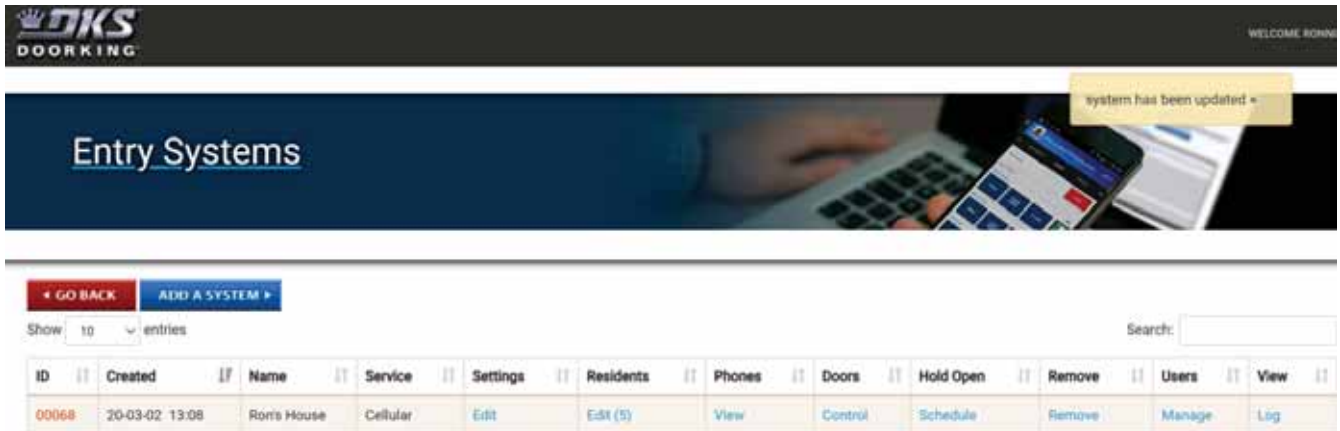 DKS
DOORKING
WELCOME RONNI
system has been updated ×
Entry Systems
GO BACK ADD A SYSTEM
Show 10 entries
Search:
ID Created Name Service Settings Residents Phones Doors Hold Open Remove Users View
00068 20-03-02 13:08 Ron's House Cellular Edit Edit (5) View Control Schedule Remove Manage Log